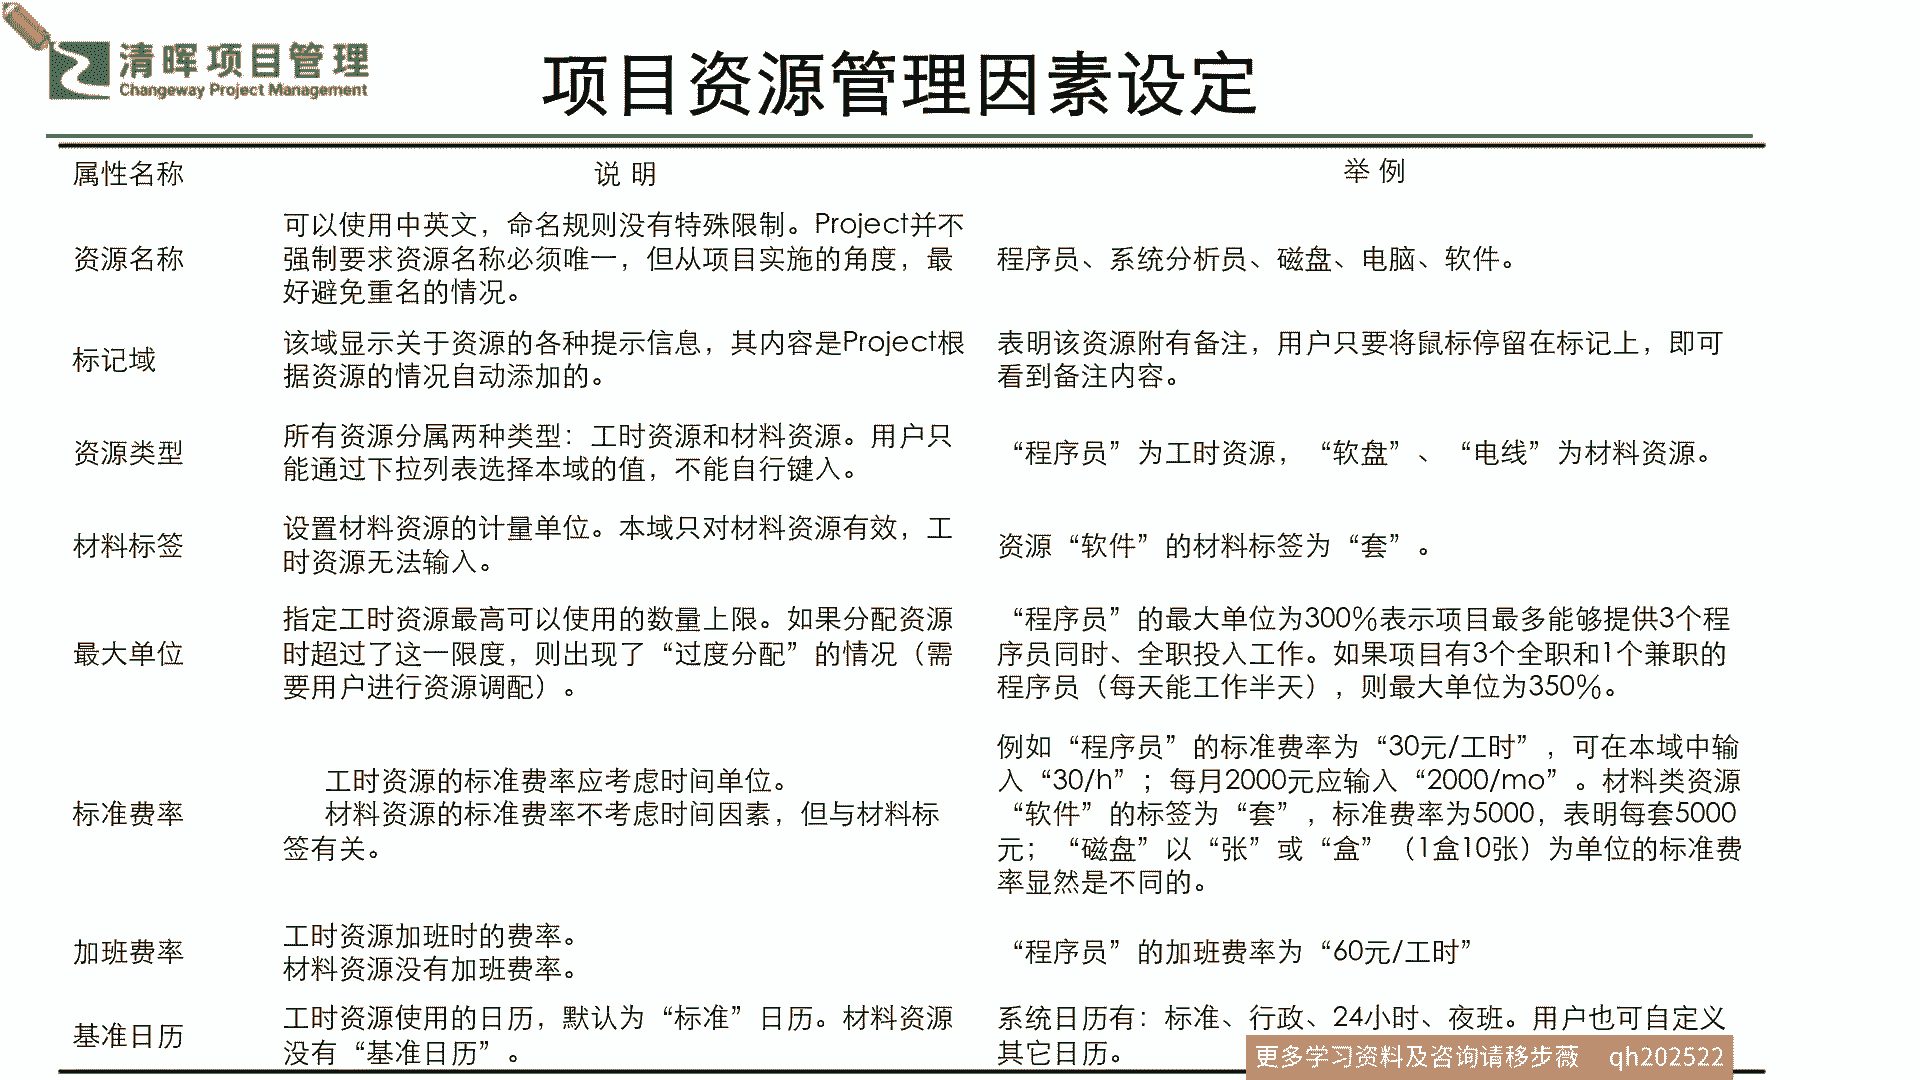 清晖项目管理
Changeway Project Management
项目资源管理因素设定
属性名称
说 明
举 例
资源名称
可以使用中英文，命名规则没有特殊限制。Project并不
强制要求资源名称必须唯一，但从项目实施的角度，最
好避免重名的情况。
程序员、系统分析员、磁盘、电脑、软件。
标记域
该域显示关于资源的各种提示信息，其内容是Project根
据资源的情况自动添加的。
表明该资源附有备注，用户只要将鼠标停留在标记上，即可
看到备注内容。
资源类型
所有资源分属两种类型：工时资源和材料资源。用户只
能通过下拉列表选择本域的值，不能自行键入。
“程序员”为工时资源，“软盘”、“电线”为材料资源。
材料标签
设置材料资源的计量单位。本域只对材料资源有效，工
时资源无法输入。
资源“软件”的材料标签为“套”。
最大单位
指定工时资源最高可以使用的数量上限。如果分配资源
时超过了这一限度，则出现了“过度分配”的情况（需
要用户进行资源调配）。
“程序员”的最大单位为300%表示项目最多能够提供3个程
序员同时、全职投入工作。如果项目有3个全职和1个兼职的
程序员（每天能工作半天），则最大单位为350%。
标准费率
工时资源的标准费率应考虑时间单位。
材料资源的标准费率不考虑时间因素，但与材料标
签有关。
例如“程序员”的标准费率为“30元/工时”，可在本域中输
入“30/h”；每月2000元应输入“2000/mo”。材料类资源
“软件”的标签为“套”，标准费率为5000，表明每套5000
元；“磁盘”以“张”或“盒”（1盒10张）为单位的标准费
率显然是不同的。
加班费率
工时资源加班时的费率。
材料资源没有加班费率。
“程序员”的加班费率为“60元/工时”
基准日历
工时资源使用的日历，默认为“标准”日历。材料资源
没有“基准日历”。
系统日历有：标准、行政、24小时、夜班。用户也可自定义
其它日历。
更多学习资料及咨询请移步薇 qh202522